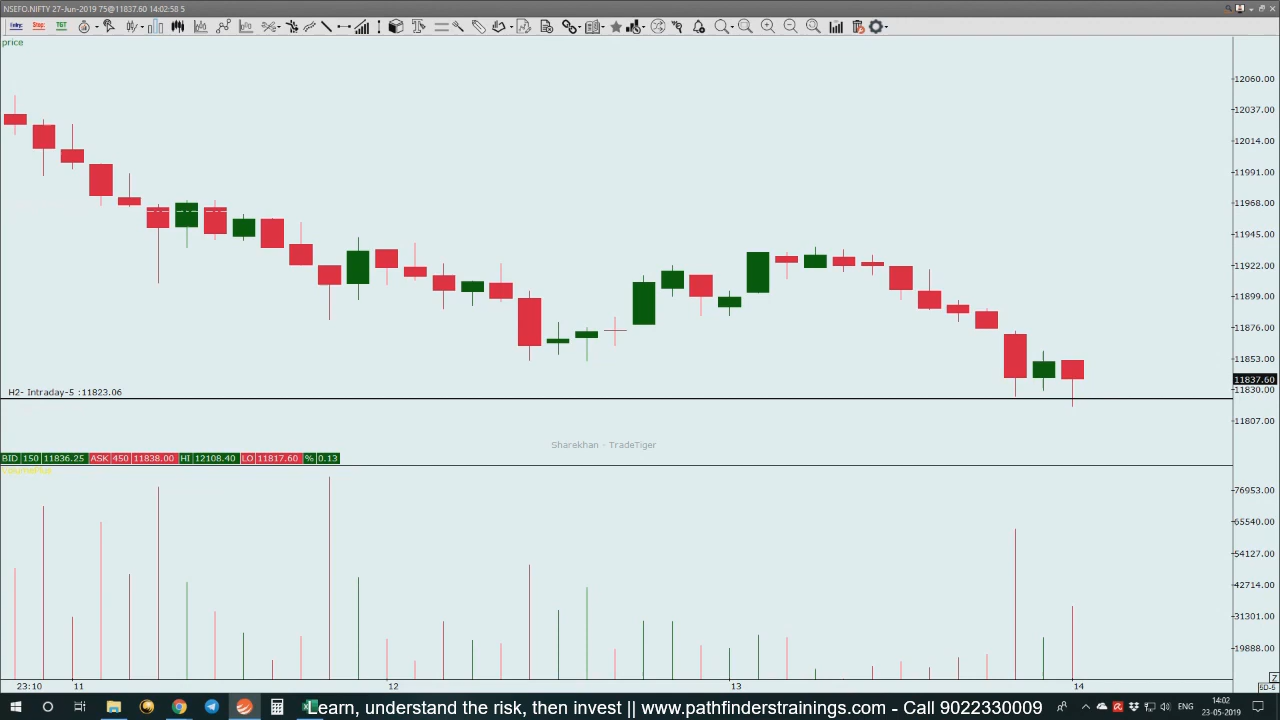 NSEFO.NIFTY 27-Jun-2019 75@11837.60 14:02:58 5
price
12060.00
12037.00
12014.00
11991.00
11968.00
11945.00
11922.00
11899.00
11876.00
11853.00
11837.60
11830.00
11807.00
H2- Intraday-5 :11823.06
Sharekhan - TradeTiger
BID 150 11836.25 ASK 450 11838.00 HI 12108.40 LO 11817.60 % 0.13
76953.00
65540.00
54127.00
42714.00
31301.00
19888.00
23:10 11 12 13 14
Learn, understand the risk, then invest || www.pathfinderstrainings.com - Call 9022330009
ENG
14:02
23-05-2019